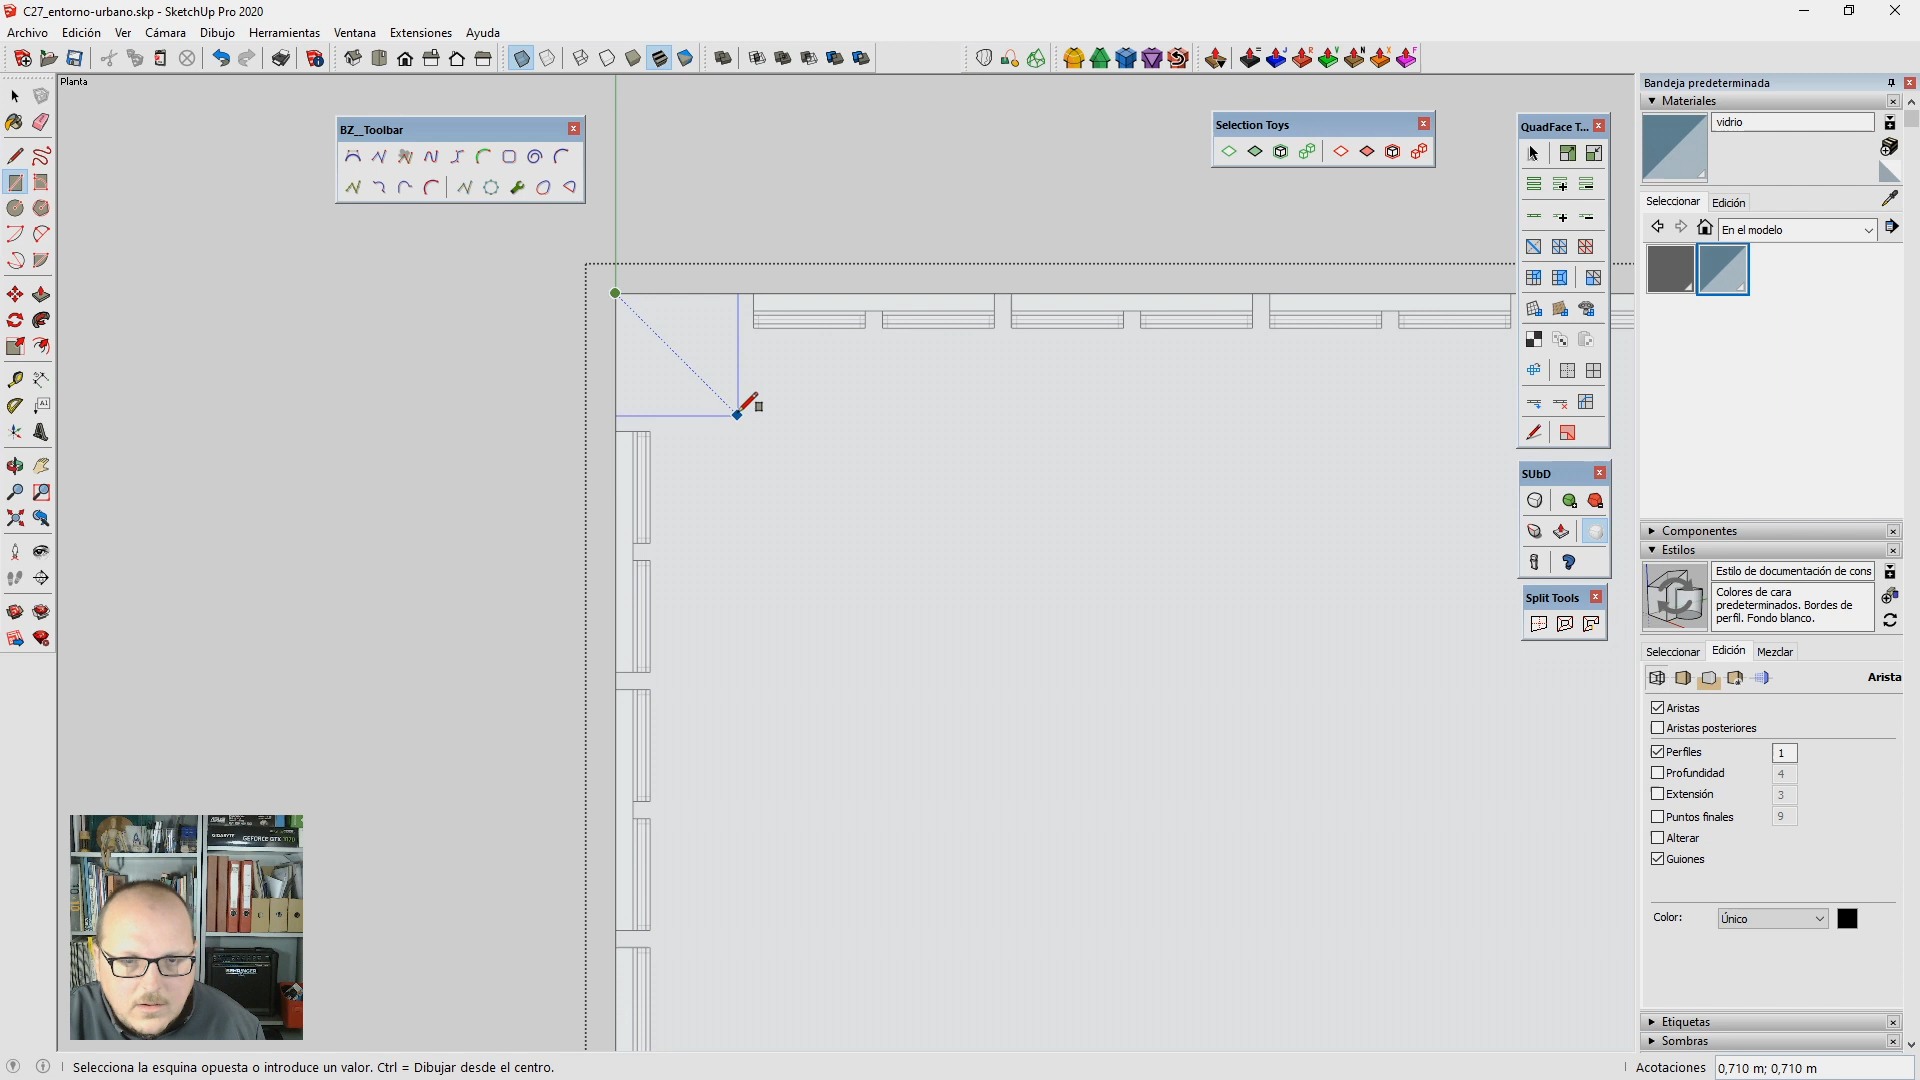 C27_entorno-urbano.skp - SketchUp Pro 2020
Archivo Edición Ver Cámara Dibujo Herramientas Ventana Extensiones Ayuda
Planta
BZ__Toolbar
Selection Toys
QuadFace T...
SUbD
Split Tools
Bandeja predeterminada
Materiales
vidrio
Seleccionar Edición
En el modelo
Componentes
Estilos
Estilo de documentación de cons
Colores de cara
predeterminados. Bordes de
perfil. Fondo blanco.
Seleccionar Edición Mezclar
Arista
Aristas
Aristas posteriores
Perfiles 1
Profundidad 4
Extensión 3
Puntos finales 9
Alterar
Guiones
Color: Único
Etiquetas
Sombras
Selecciona la esquina opuesta o introduce un valor. Ctrl = Dibujar desde el centro.
Acotaciones 0,710 m; 0,710 m